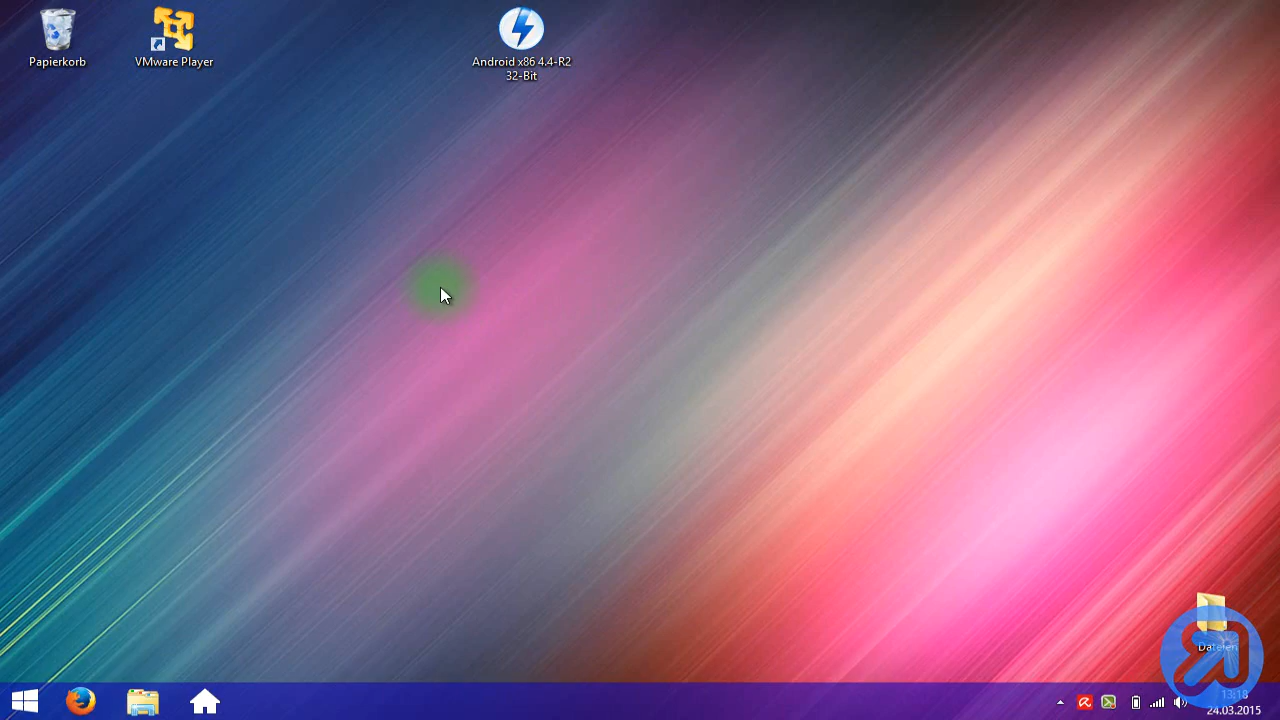 Papierkorb
VMware Player
Android x86 4.4-R2
32-Bit
Dateien
13:18
24.03.2015